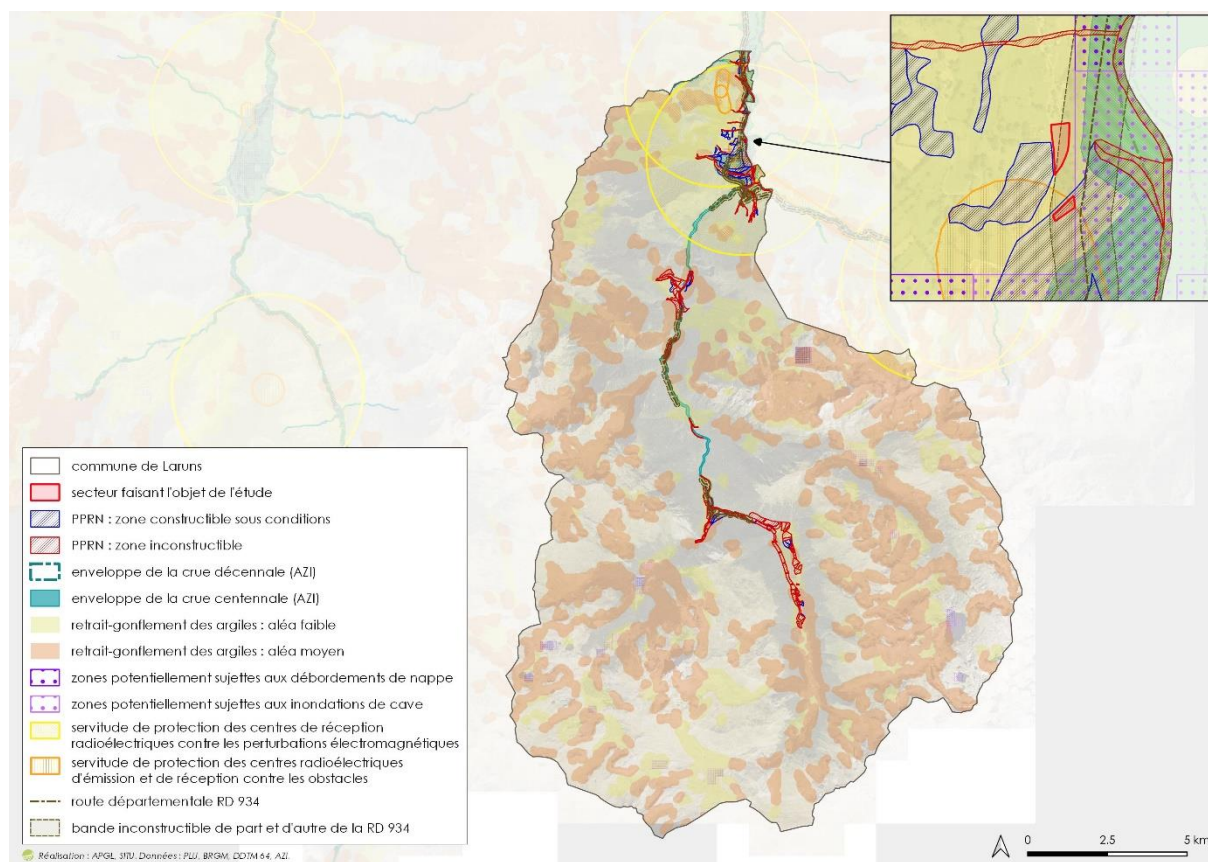 commune de Laruns
secteur faisant l'objet de l'étude
PPRN : zone constructible sous conditions
PPRN : zone inconstructible
enveloppe de la crue décennale (AZI)
enveloppe de la crue centennale (AZI)
retrait-gonflement des argiles : aléa faible
retrait-gonflement des argiles : aléa moyen
zones potentiellement sujettes aux débordements de nappe
zones potentiellement sujettes aux inondations de cave
servitude de protection des centres de réception
radioélectriques contre les perturbations électromagnétiques
servitude de protection des centres radioélectriques
d'émission et de réception contre les obstacles
route départementale RD 934
bande inconstructible de part et d'autre de la RD 934
Réalisation : APGL, SITU. Données : PLU, BRGM, DDTM 64, AZI.
0 2.5 5 km